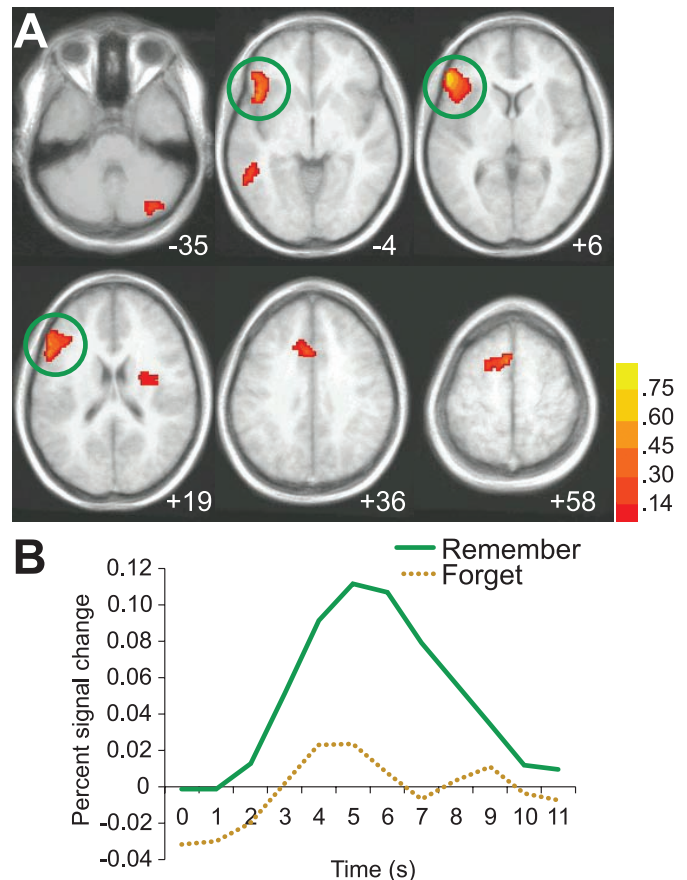 A
-35
-4
+6
+19
+36
+58
.75
.60
.45
.30
.14
B
Remember
Forget
Percent signal change
0.12
0.10
0.08
0.06
0.04
0.02
0
-0.02
-0.04
0 1 2 3 4 5 6 7 8 9 10 11
Time (s)